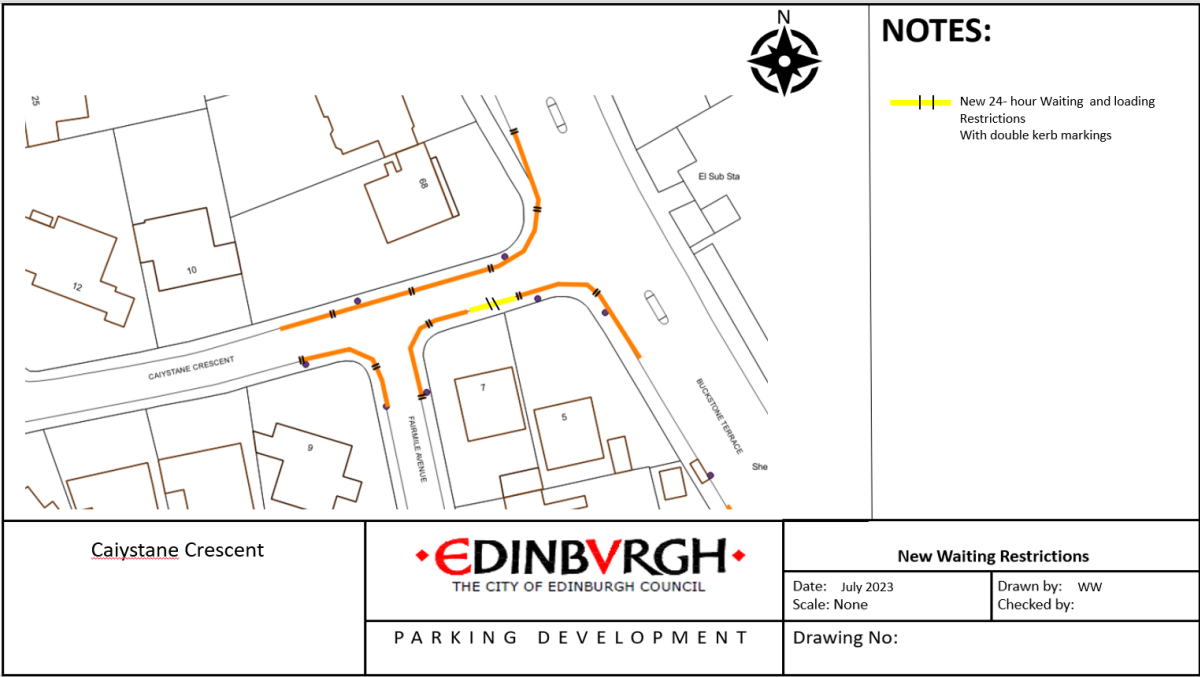 N
NOTES:
New 24- hour Waiting and loading
Restrictions
With double kerb markings
25
68
El Sub Sta
10
12
CAIYSTANE CRESCENT
7
5
9
FAIRMILE AVENUE
BUCKSTONE TERRACE
She
Caiystane Crescent
EDINBVRGH
THE CITY OF EDINBURGH COUNCIL
PARKING DEVELOPMENT
New Waiting Restrictions
Date: July 2023
Scale: None
Drawn by: WW
Checked by:
Drawing No: